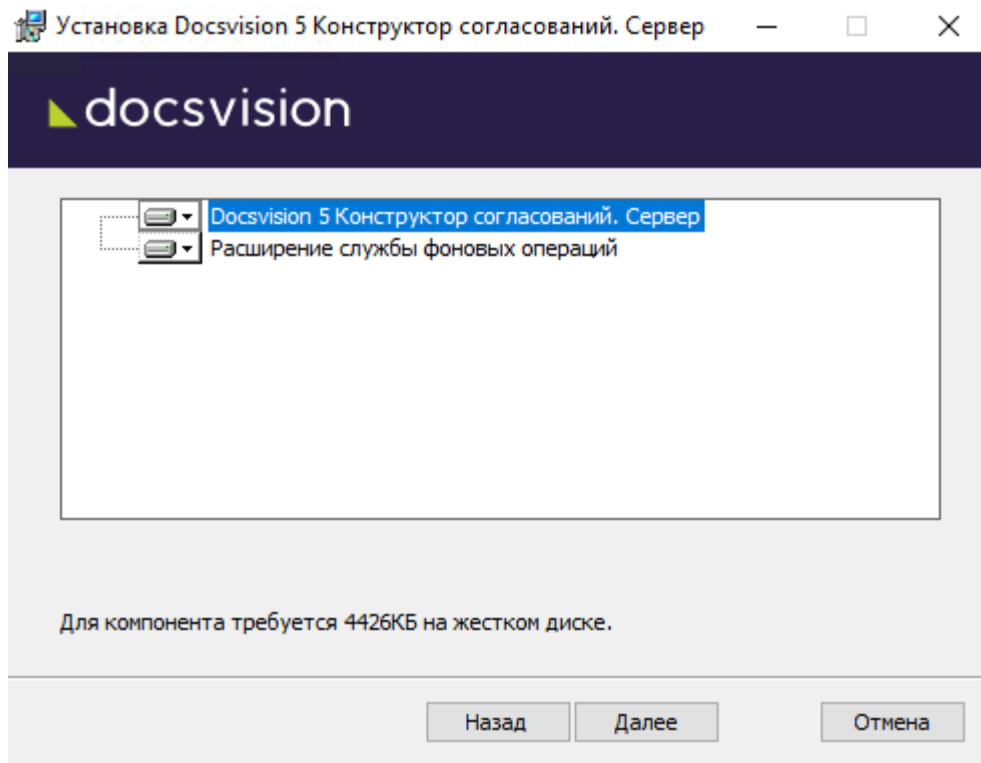 Установка Docsvision 5 Конструктор согласований. Сервер
docsvision
Docsvision 5 Конструктор согласований. Сервер
Расширение службы фоновых операций
Для компонента требуется 4426КБ на жестком диске.
Назад
Далее
Отмена